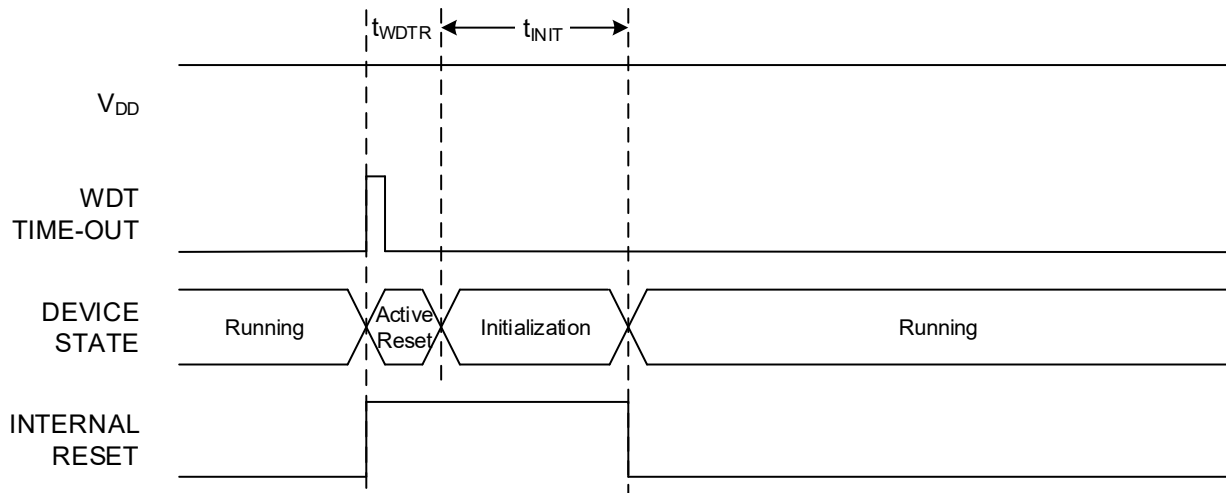 tWDTR
tINIT
VDD
WDT
TIME-OUT
DEVICE
STATE
Running
Active
Reset
Initialization
Running
INTERNAL
RESET